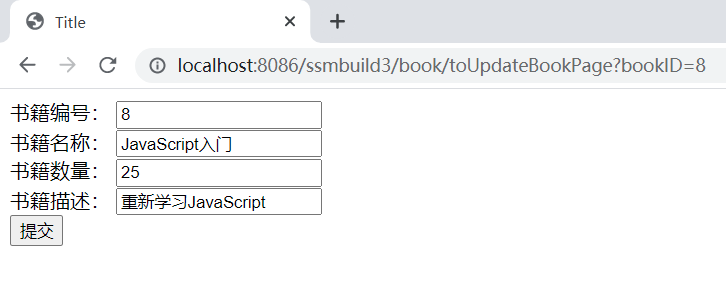 Title
localhost:8086/ssmbuild3/book/toUpdateBookPage?bookID=8
书籍编号: 8
书籍名称: JavaScript入门
书籍数量: 25
书籍描述: 重新学习JavaScript
提交